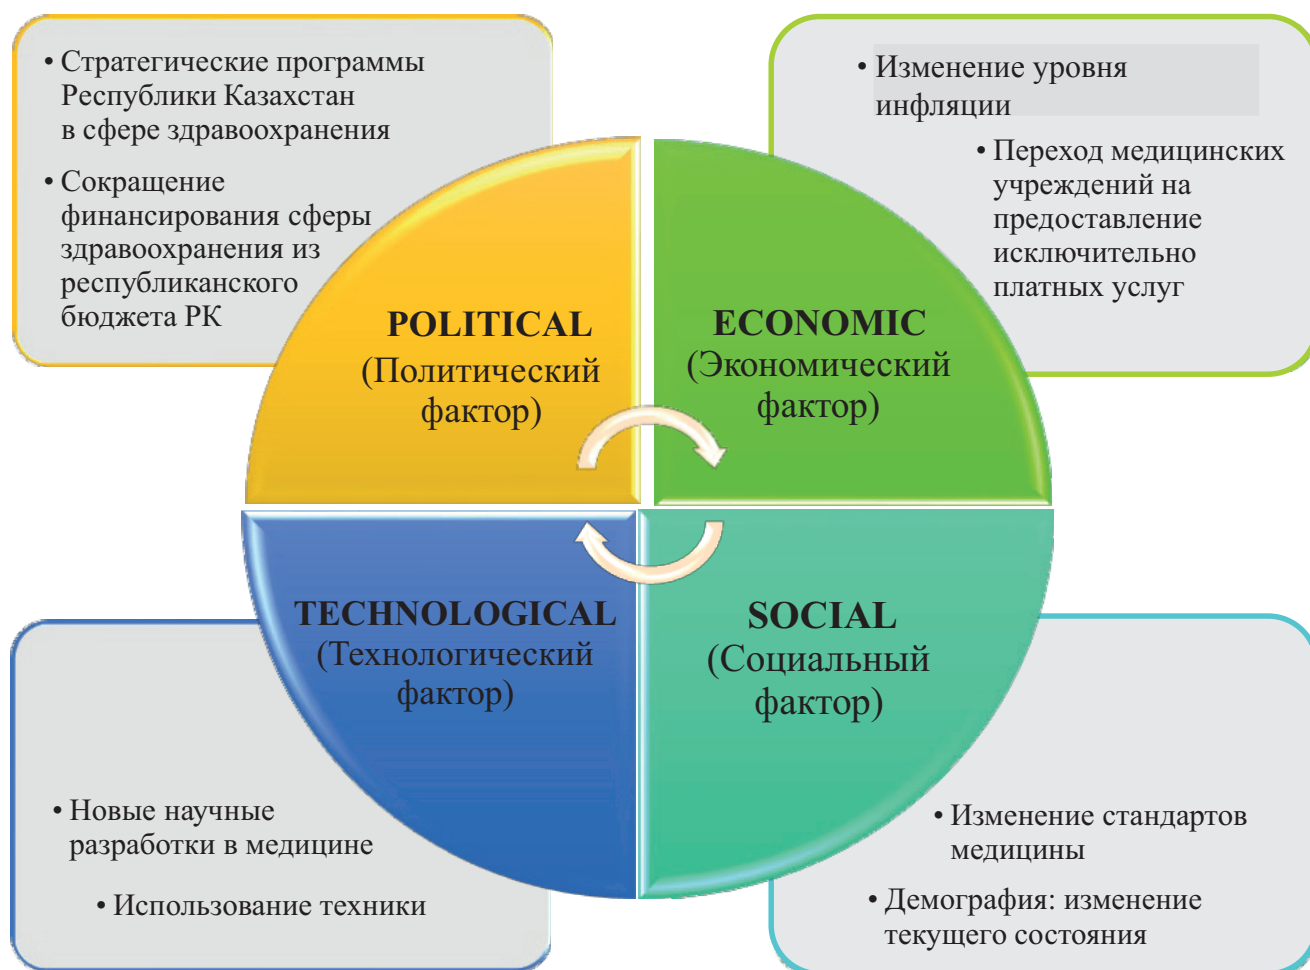 • Стратегические программы
Республики Казахстан
в сфере здравоохранения
• Сокращение
финансирования сферы
здравоохранения из
республиканского
бюджета РК
• Изменение уровня
инфляции
• Переход медицинских
учреждений на
предоставление
исключительно
платных услуг
POLITICAL
(Политический
фактор)
ECONOMIC
(Экономический
фактор)
TECHNOLOGICAL
(Технологический
фактор)
SOCIAL
(Социальный
фактор)
• Новые научные
разработки в медицине
• Использование техники
• Изменение стандартов
медицины
• Демография: изменение
текущего состояния